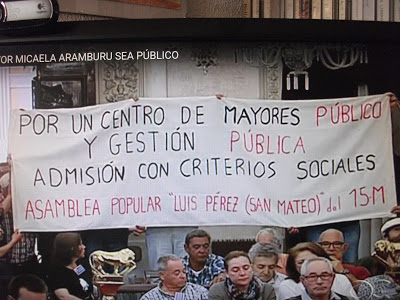 OR MICAELA ARAMBURU SEA PÚBLICO
POR UN CENTRO DE MAYORES PÚBLICO
Y GESTIÓN PÚBLICA
ADMISIÓN CON CRITERIOS SOCIALES
ASAMBLEA POPULAR "LUIS PÉREZ (SAN MATEO)" del 15-M